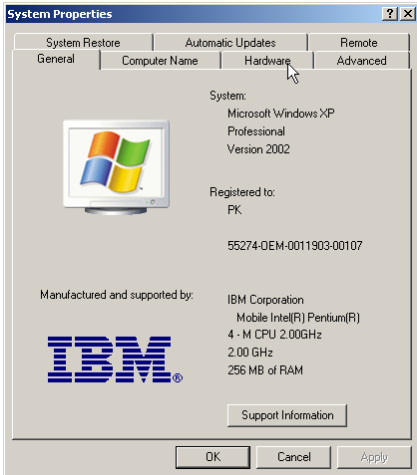 System Properties
System Restore
Automatic Updates
Remote
General
Computer Name
Hardware
Advanced
System:
Microsoft Windows XP
Professional
Version 2002
Registered to:
PK
55274-OEM-0011903-00107
Manufactured and supported by:
IBM Corporation
Mobile Intel(R) Pentium(R)
4 - M CPU 2.00GHz
2.00 GHz
256 MB of RAM
IBM®
Support Information
OK
Cancel
Apply